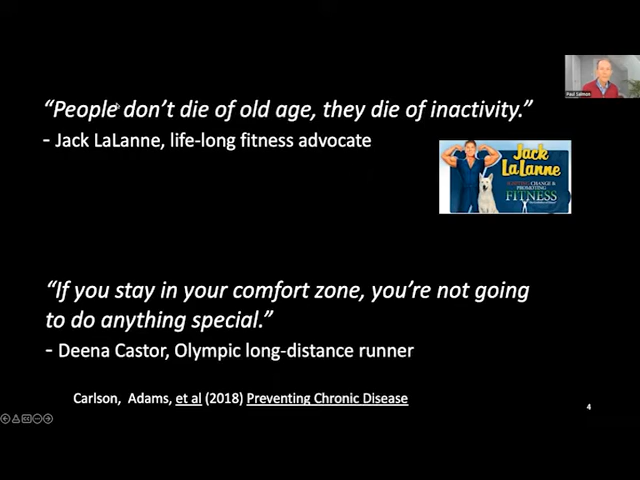 “People don’t die of old age, they die of inactivity.”
- Jack LaLanne, life-long fitness advocate
Paul Salmon
Jack
LaLanne
CHANGE &
PROMOTING
FITNESS
“If you stay in your comfort zone, you’re not going
to do anything special.”
- Deena Castor, Olympic long-distance runner
Carlson, Adams, et al (2018) Preventing Chronic Disease
4